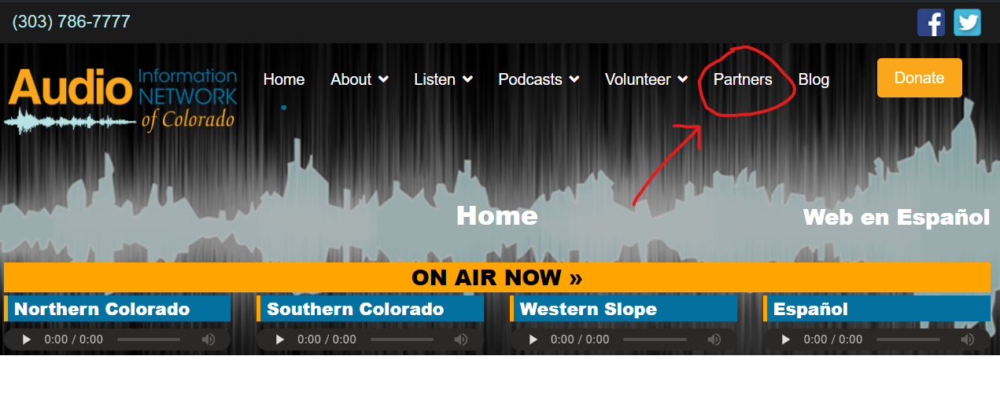 (303) 786-7777
Audio Information NETWORK of Colorado
Home About Listen Podcasts Volunteer Partners Blog Donate
Home
Web en Español
ON AIR NOW »
Northern Colorado Southern Colorado Western Slope Español
0:00 / 0:00 0:00 / 0:00 0:00 / 0:00 0:00 / 0:00